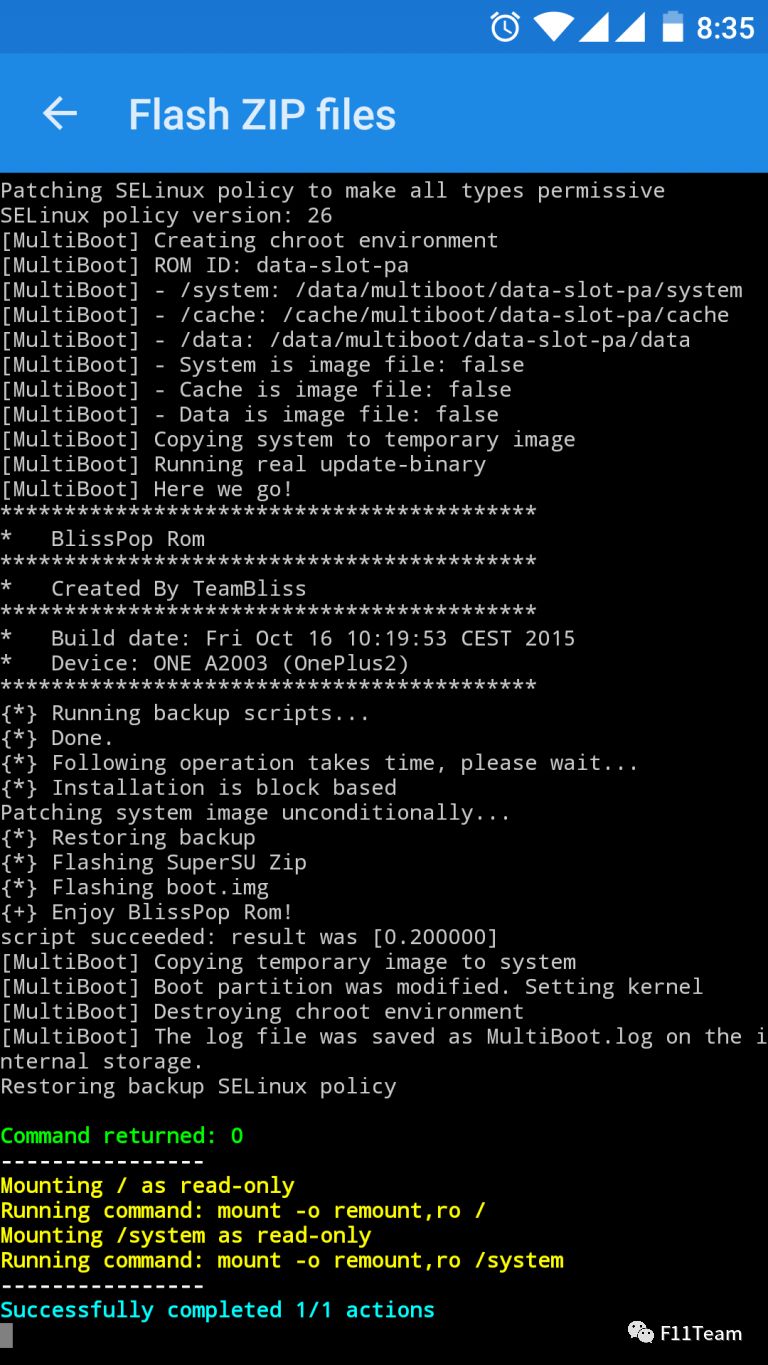 8:35
Flash ZIP files
Patching SELinux policy to make all types permissive
SELinux policy version: 26
[MultiBoot] Creating chroot environment
[MultiBoot] ROM ID: data-slot-pa
[MultiBoot] - /system: /data/multiboot/data-slot-pa/system
[MultiBoot] - /cache: /cache/multiboot/data-slot-pa/cache
[MultiBoot] - /data: /data/multiboot/data-slot-pa/data
[MultiBoot] - System is image file: false
[MultiBoot] - Cache is image file: false
[MultiBoot] - Data is image file: false
[MultiBoot] Copying system to temporary image
[MultiBoot] Running real update-binary
[MultiBoot] Here we go!
******************************************
*   BlissPop Rom
******************************************
*   Created By TeamBliss
******************************************
*   Build date: Fri Oct 16 10:19:53 CEST 2015
*   Device: ONE A2003 (OnePlus2)
******************************************
{*} Running backup scripts...
{*} Done.
{*} Following operation takes time, please wait...
{*} Installation is block based
Patching system image unconditionally...
{*} Restoring backup
{*} Flashing SuperSU Zip
{*} Flashing boot.img
{+} Enjoy BlissPop Rom!
script succeeded: result was [0.200000]
[MultiBoot] Copying temporary image to system
[MultiBoot] Boot partition was modified. Setting kernel
[MultiBoot] Destroying chroot environment
[MultiBoot] The log file was saved as MultiBoot.log on the i
nternal storage.
Restoring backup SELinux policy
Command returned: 0
----------------
Mounting / as read-only
Running command: mount -o remount,ro /
Mounting /system as read-only
Running command: mount -o remount,ro /system
----------------
Successfully completed 1/1 actions
F11Team